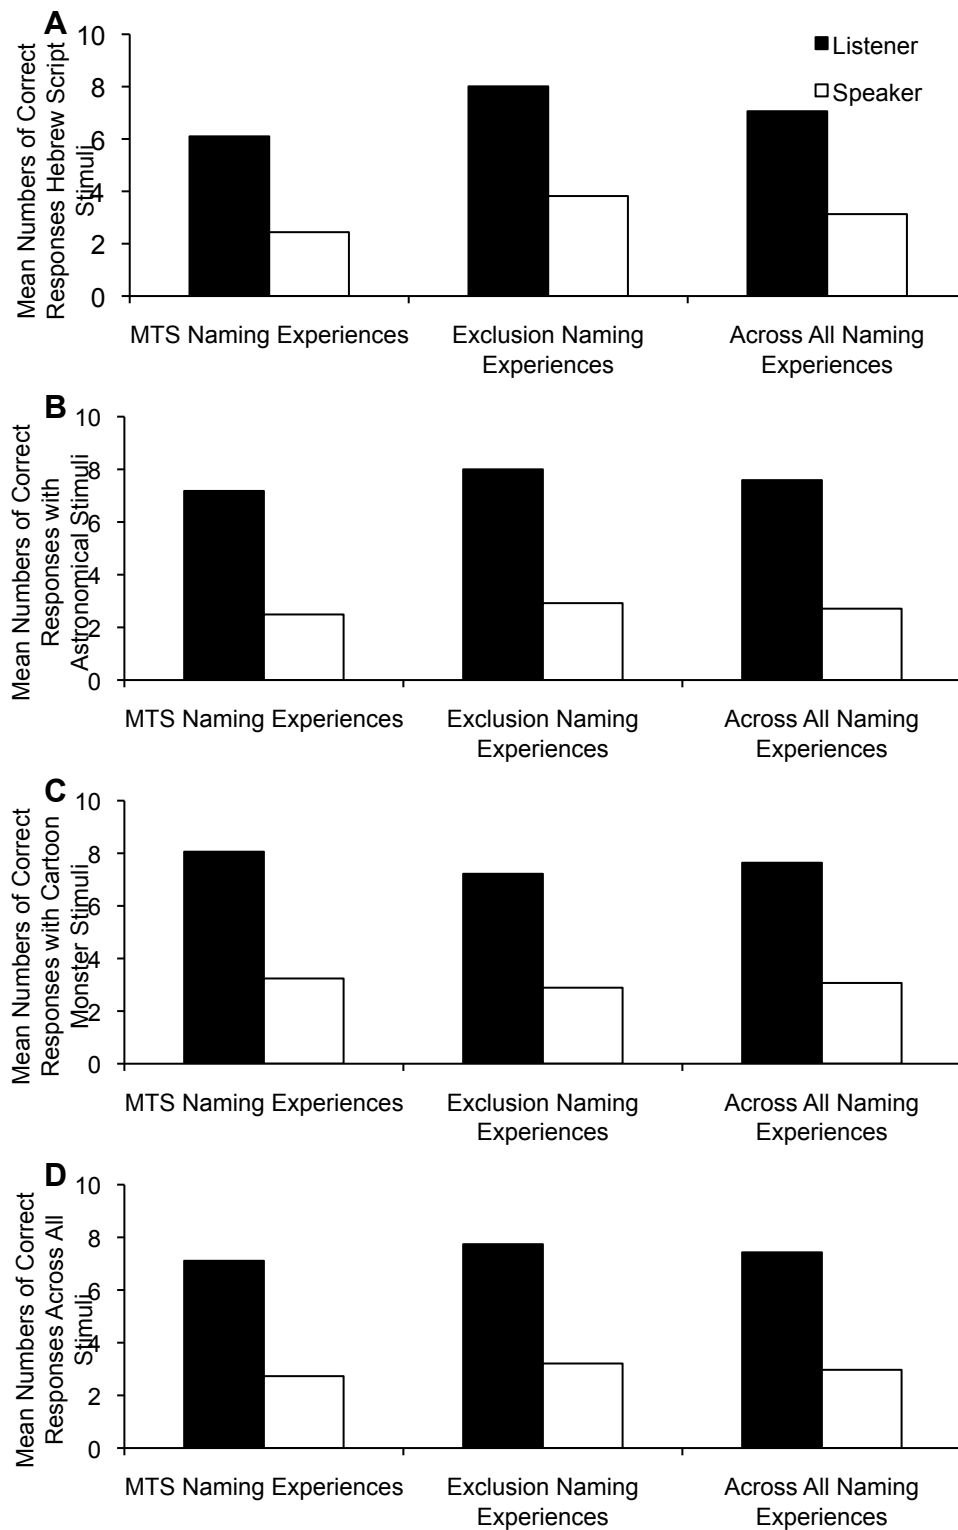 A
Mean Numbers of Correct
Responses Hebrew Script
Stimuli
10
8
6
4
2
0
Listener
Speaker
MTS Naming Experiences
Exclusion Naming
Experiences
Across All Naming
Experiences
B
Mean Numbers of Correct
Responses with
Astronomical Stimuli
10
8
6
4
2
0
MTS Naming Experiences
Exclusion Naming
Experiences
Across All Naming
Experiences
C
Mean Numbers of Correct
Responses with Cartoon
Monster Stimuli
10
8
6
4
2
0
MTS Naming Experiences
Exclusion Naming
Experiences
Across All Naming
Experiences
D
Mean Numbers of Correct
Responses Across All
Stimuli
10
8
6
4
2
0
MTS Naming Experiences
Exclusion Naming
Experiences
Across All Naming
Experiences